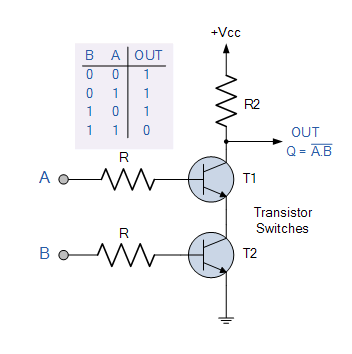 +Vcc
B A OUT
0 0 1
0 1 1
1 0 1
1 1 0
R2
OUT
Q = A̅.̅B̅
R
A
T1
Transistor
Switches
R
B
T2